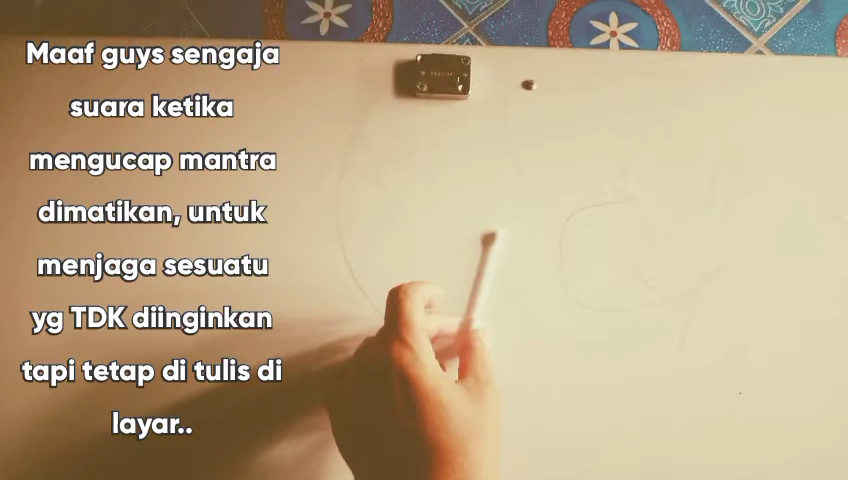 Maaf guys sengaja
suara ketika
mengucap mantra
dimatikan, untuk
menjaga sesuatu
yg TDK diinginkan
tapi tetap di tulis di
layar..